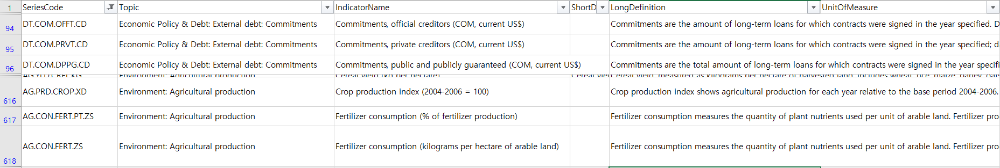 1 SeriesCode Topic IndicatorName ShortD LongDefinition UnitOfMeasure
94 DT.COM.OFFT.CD Economic Policy & Debt: External debt: Commitments Commitments, official creditors (COM, current US$) Commitments are the amount of long-term loans for which contracts were signed in the year specified. D
95 DT.COM.PRVT.CD Economic Policy & Debt: External debt: Commitments Commitments, private creditors (COM, current US$) Commitments are the amount of long-term loans for which contracts were signed in the year specified; d
96 DT.COM.DPPG.CD Economic Policy & Debt: External debt: Commitments Commitments, public and publicly guaranteed (COM, current US$) Commitments are the total amount of long-term loans for which contracts were signed in the year specifi
616 AG.PRD.CROP.XD Environment: Agricultural production Crop production index (2004-2006 = 100) Crop production index shows agricultural production for each year relative to the base period 2004-2006.
617 AG.CON.FERT.PT.ZS Environment: Agricultural production Fertilizer consumption (% of fertilizer production) Fertilizer consumption measures the quantity of plant nutrients used per unit of arable land. Fertilizer pro
618 AG.CON.FERT.ZS Environment: Agricultural production Fertilizer consumption (kilograms per hectare of arable land) Fertilizer consumption measures the quantity of plant nutrients used per unit of arable land. Fertilizer pro